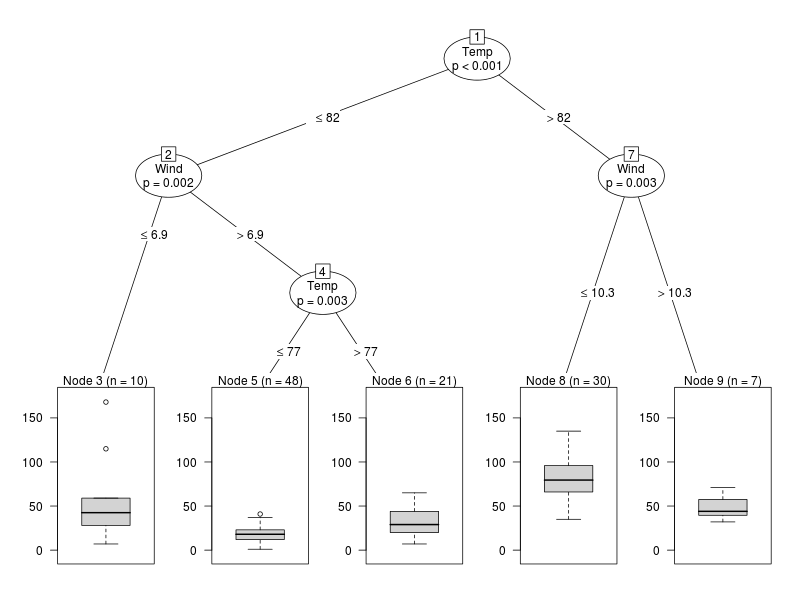 1
Temp
p < 0.001
≤ 82
> 82
2
Wind
p = 0.002
7
Wind
p = 0.003
≤ 6.9
> 6.9
4
Temp
p = 0.003
≤ 10.3
> 10.3
≤ 77
> 77
Node 3 (n = 10)
150
100
50
0
Node 5 (n = 48)
150
100
50
0
Node 6 (n = 21)
150
100
50
0
Node 8 (n = 30)
150
100
50
0
Node 9 (n = 7)
150
100
50
0